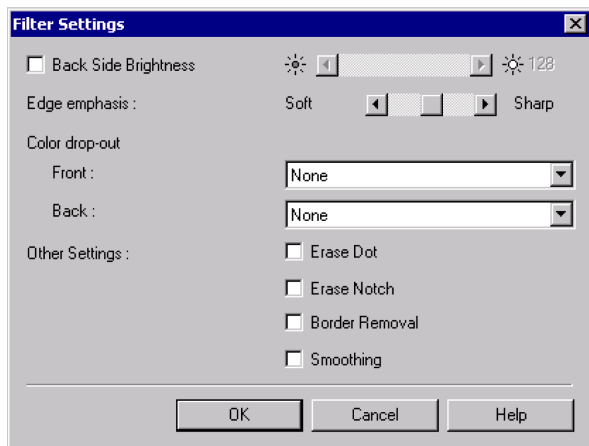 Filter Settings
Back Side Brightness 128
Edge emphasis : Soft Sharp
Color drop-out
Front : None
Back : None
Other Settings : Erase Dot
Erase Notch
Border Removal
Smoothing
OK Cancel Help